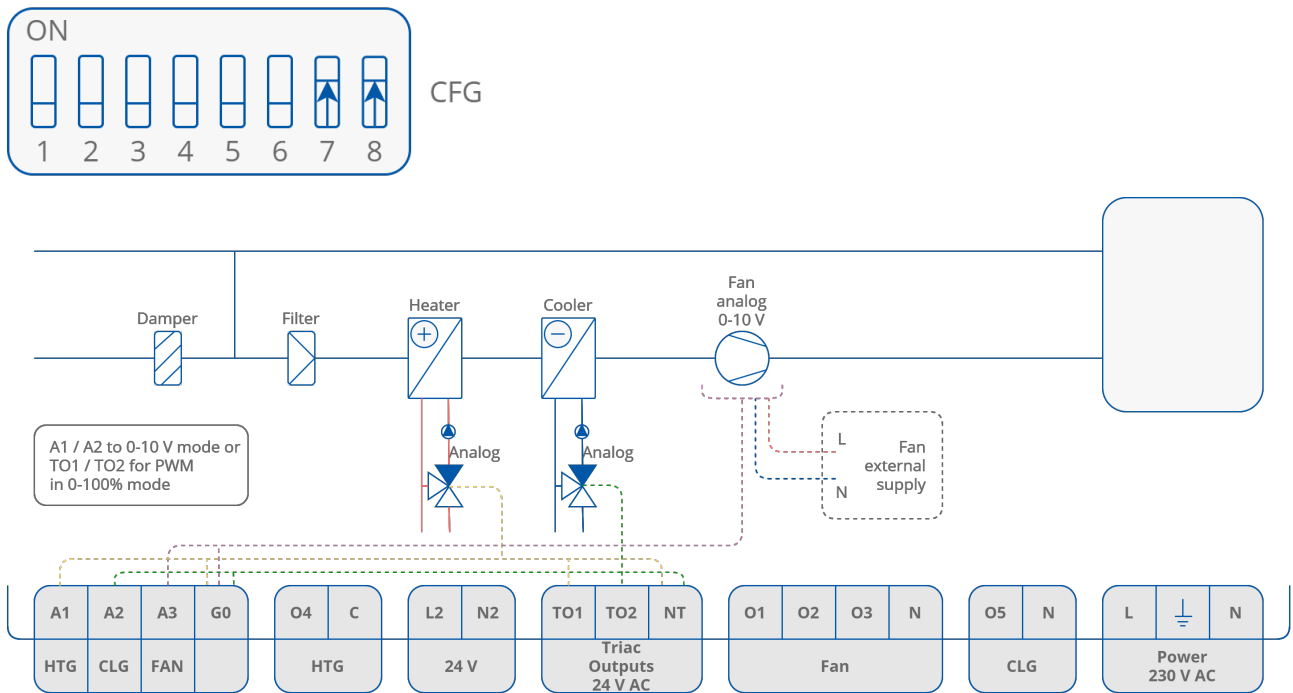 ON
1 2 3 4 5 6 7 8
CFG
Fan
analog
0-10 V
Damper
Filter
Heater
Cooler
Analog
Analog
A1 / A2 to 0-10 V mode or
TO1 / TO2 for PWM
in 0-100% mode
L
N
Fan
external
supply
A1 A2 A3 G0 O4 C L2 N2 TO1 TO2 NT O1 O2 O3 N O5 N L N
HTG CLG FAN
HTG
24 V
Triac
Outputs
24 V AC
Fan
CLG
Power
230 V AC